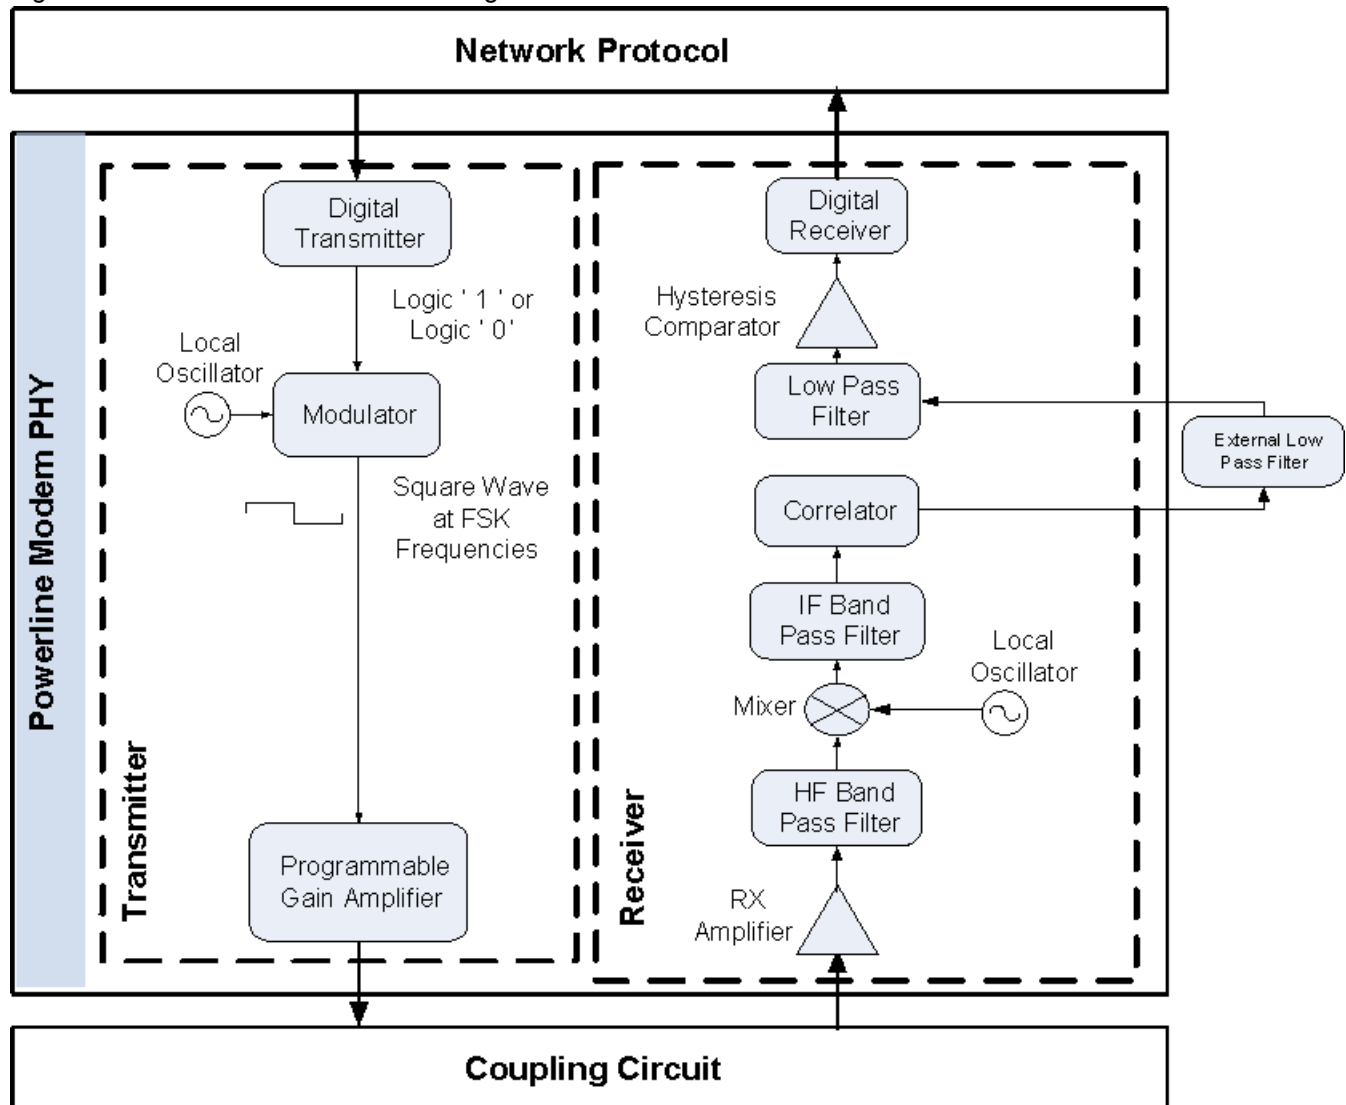 Network Protocol
Powerline Modem PHY
Transmitter
Digital
Transmitter
Logic ' 1 ' or
Logic ' 0'
Local
Oscillator
Modulator
Square Wave
at FSK
Frequencies
Programmable
Gain Amplifier
Receiver
Digital
Receiver
Hysteresis
Comparator
Low Pass
Filter
External Low
Pass Filter
Correlator
IF Band
Pass Filter
Local
Oscillator
Mixer
HF Band
Pass Filter
RX
Amplifier
Coupling Circuit